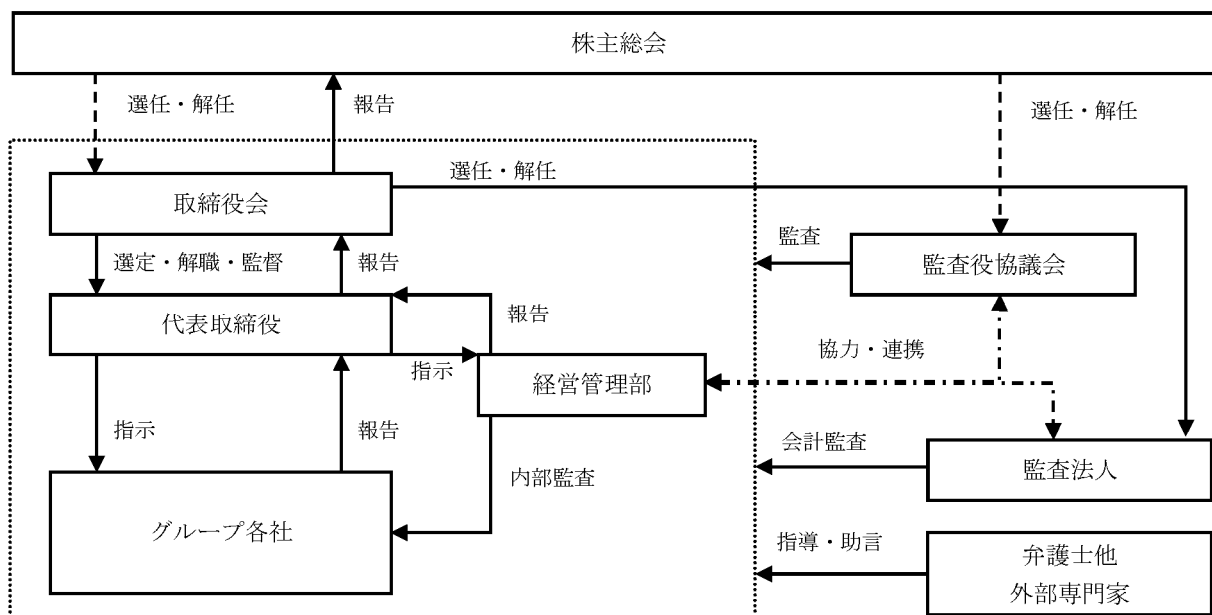 株主総会
選任・解任
報告
選任・解任
選任・解任
取締役会
監査
監査役協議会
選定・解職・監督
報告
代表取締役
報告
指示
協力・連携
経営管理部
指示
報告
内部監査
会計監査
監査法人
グループ各社
指導・助言
弁護士他
外部専門家